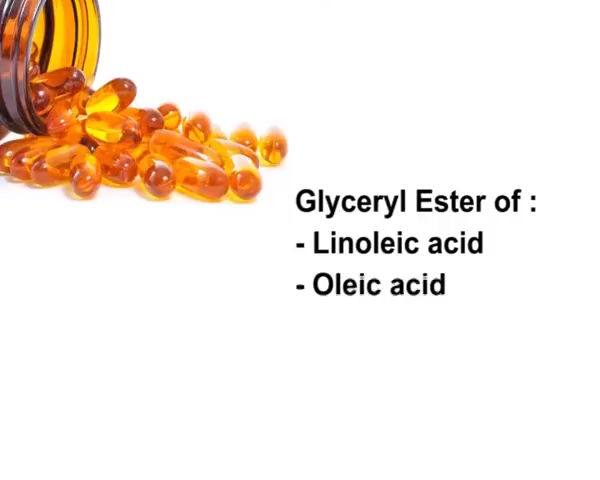 Glyceryl Ester of :
- Linoleic acid
- Oleic acid